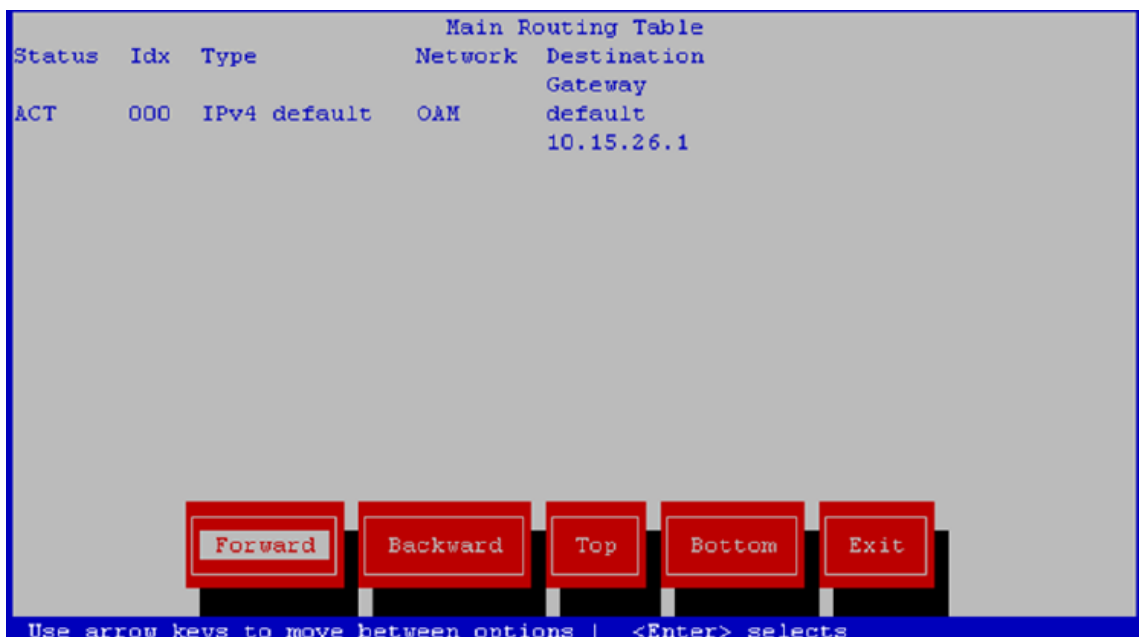 Main Routing Table
Status Idx Type Network Destination
Gateway
ACT 000 IPv4 default OAM default
10.15.26.1
Forward Backward Top Bottom Exit
Use arrow keys to move between options | <Enter> selects